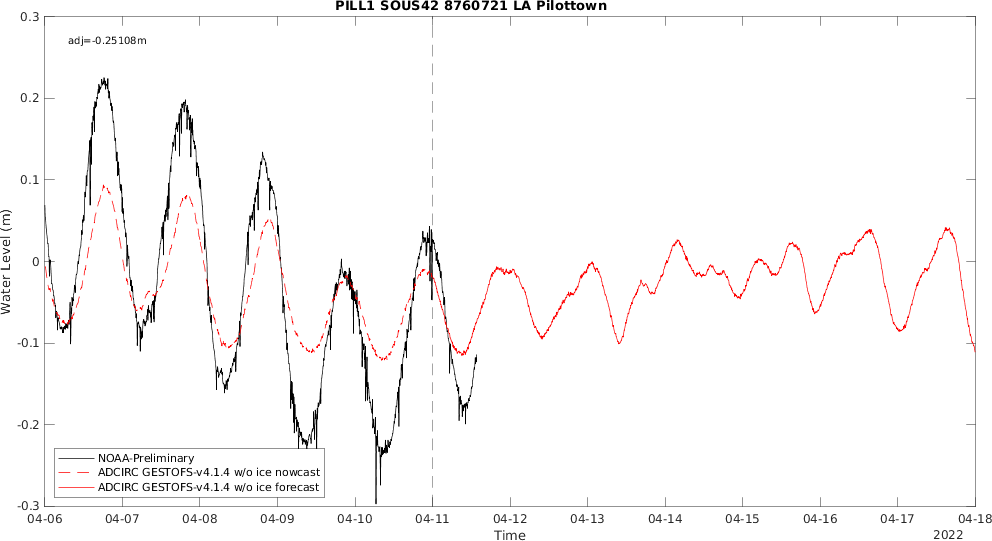 PILL1 SOUS42 8760721 LA Pilottown
adj=-0.25108m
0.3
0.2
0.1
0
-0.1
-0.2
-0.3
Water Level (m)
NOAA-Preliminary
ADCIRC GESTOFS-v4.1.4 w/o ice nowcast
ADCIRC GESTOFS-v4.1.4 w/o ice forecast
04-06 04-07 04-08 04-09 04-10 04-11 04-12 04-13 04-14 04-15 04-16 04-17 04-18
Time
2022